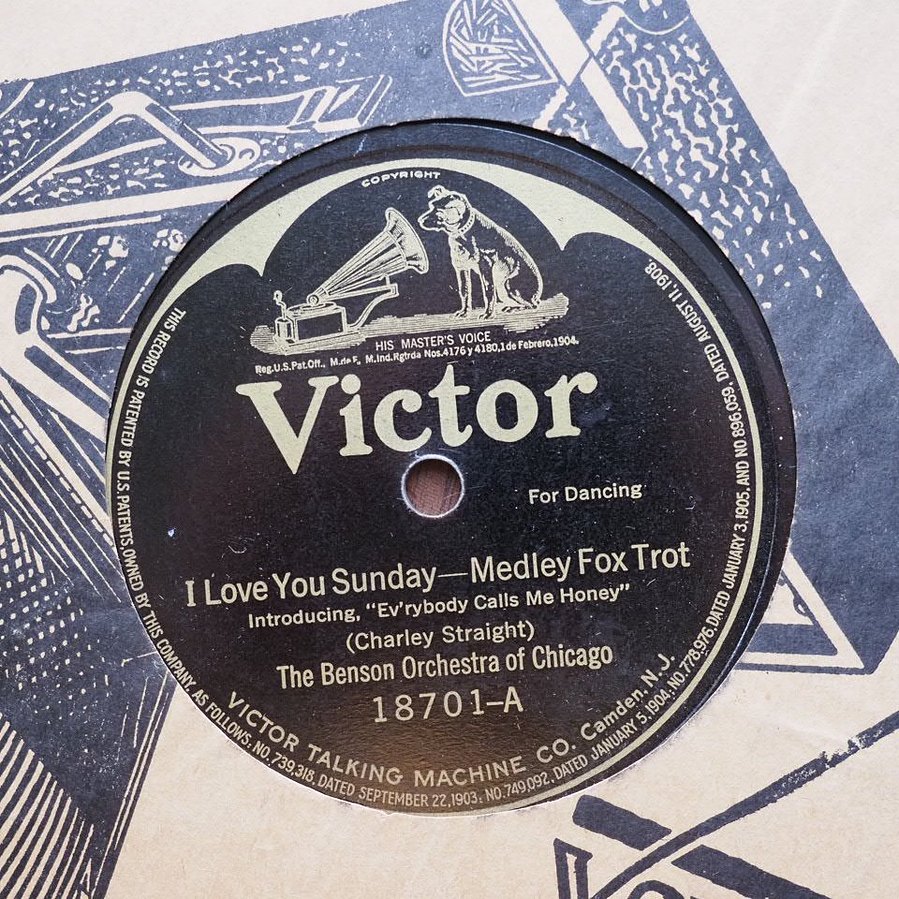 COPYRIGHT
HIS MASTER'S VOICE
Reg.U.S.Pat.Off., M.de F., M.Ind.Rgtrda Nos.4176 y 4180,1de Febrero,1904.
Victor
For Dancing
I Love You Sunday—Medley Fox Trot
Introducing, "Ev'rybody Calls Me Honey"
(Charley Straight)
The Benson Orchestra of Chicago
18701-A
VICTOR TALKING MACHINE CO. Camden, N.J.
THIS RECORD IS PATENTED BY U.S.PATENTS,OWNED BY THIS COMPANY, AS FOLLOWS: NO. 739,318, DATED SEPTEMBER 22,1903: NO.749,092, DATED JANUARY 5,1904; NO.778,976, DATED JANUARY 3,1905, AND NO 896,059, DATED AUGUST 11,1908.